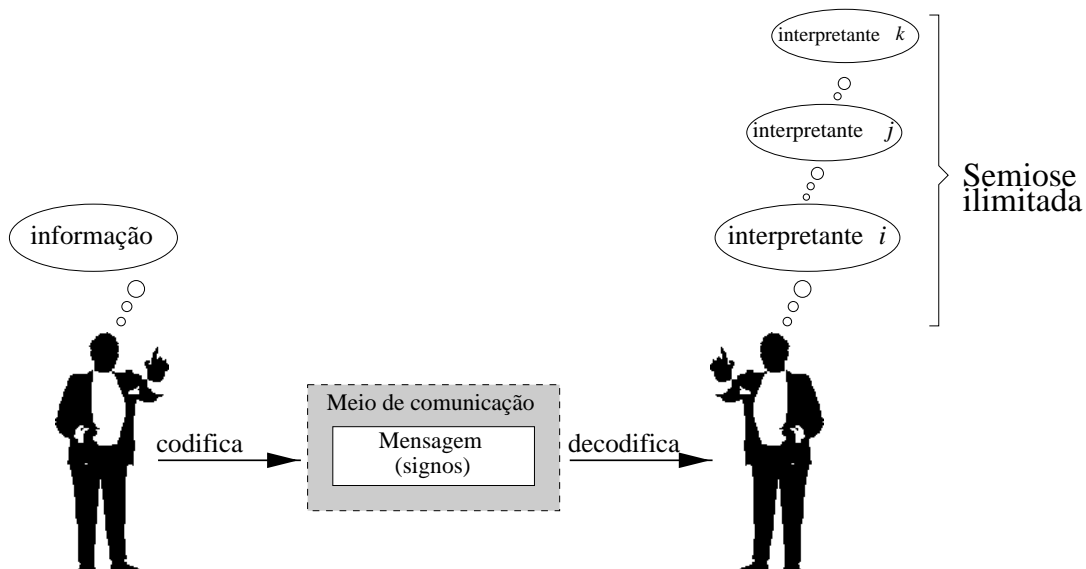 interpretante k
interpretante j
Semiose
ilimitada
informação
interpretante i
Meio de comunicação
codifica
Mensagem
(signos)
decodifica